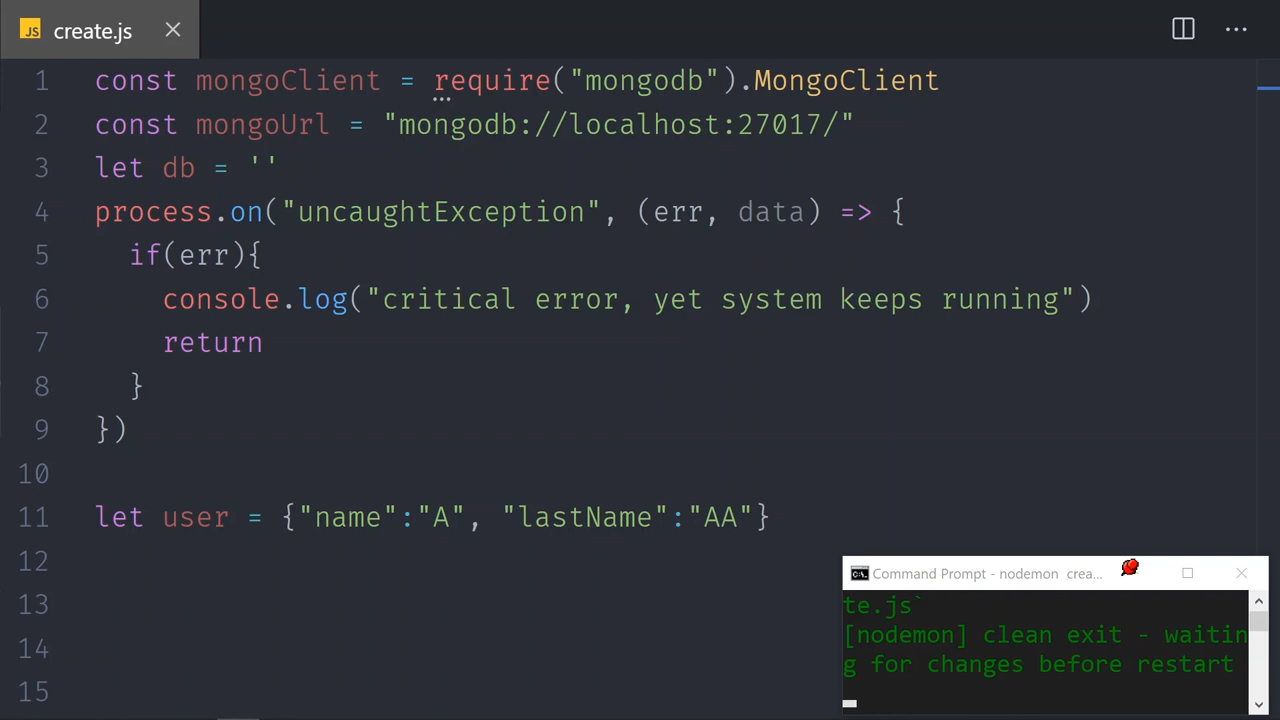 JS create.js
1 const mongoClient = require("mongodb").MongoClient
2 const mongoUrl = "mongodb://localhost:27017/"
3 let db = ''
4 process.on("uncaughtException", (err, data) => {
5   if(err){
6     console.log("critical error, yet system keeps running")
7     return
8   }
9 })
10
11 let user = {"name":"A", "lastName":"AA"}
12
13
14
15
C:\. Command Prompt - nodemon crea...
te.js`
[nodemon] clean exit - waitin
g for changes before restart